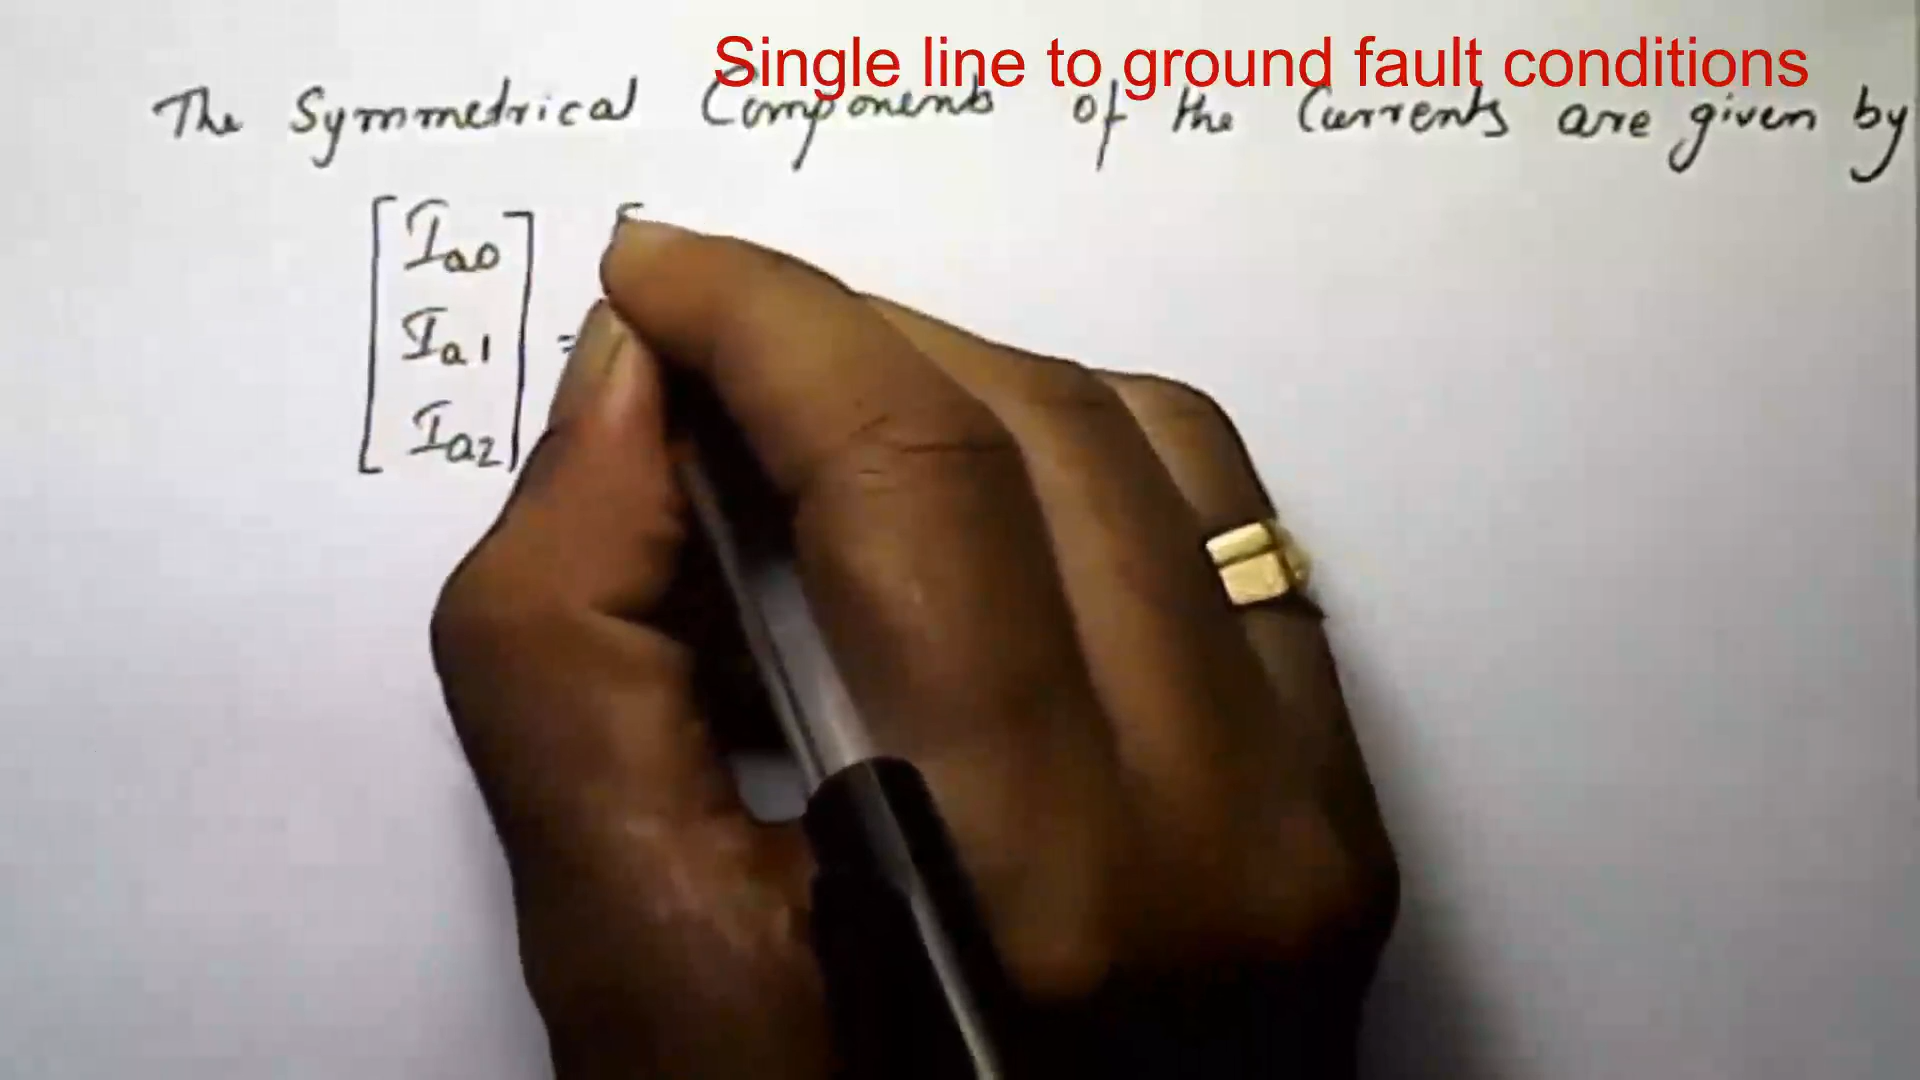 Single line to ground fault conditions
The Symmetrical Components of the Currents are given by
Ia0
Ia1 =
Ia2